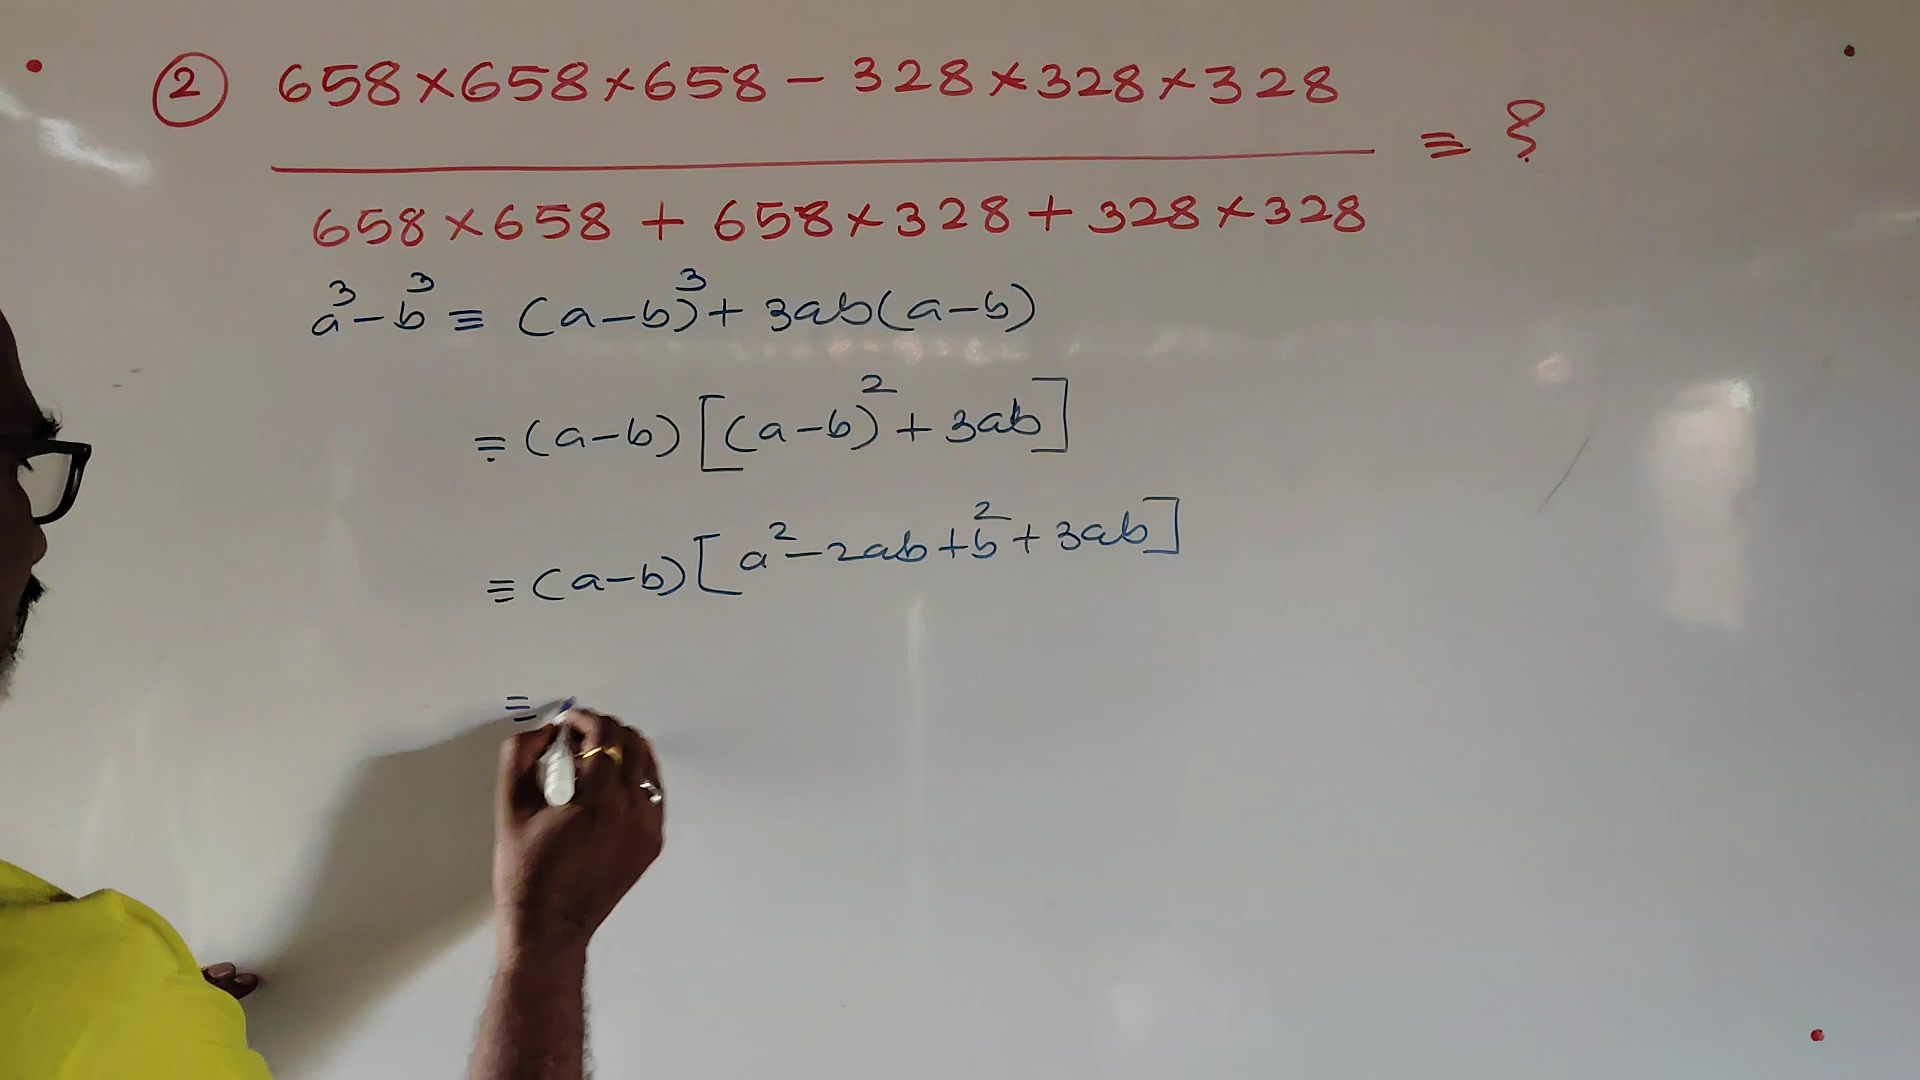 ② 658×658×658 − 328×328×328
= ?
658×658 + 658×328 + 328×328
a³ − b³ = (a−b)³ + 3ab(a−b)
= (a−b) [(a−b)² + 3ab]
= (a−b) [a² − 2ab + b² + 3ab]
=